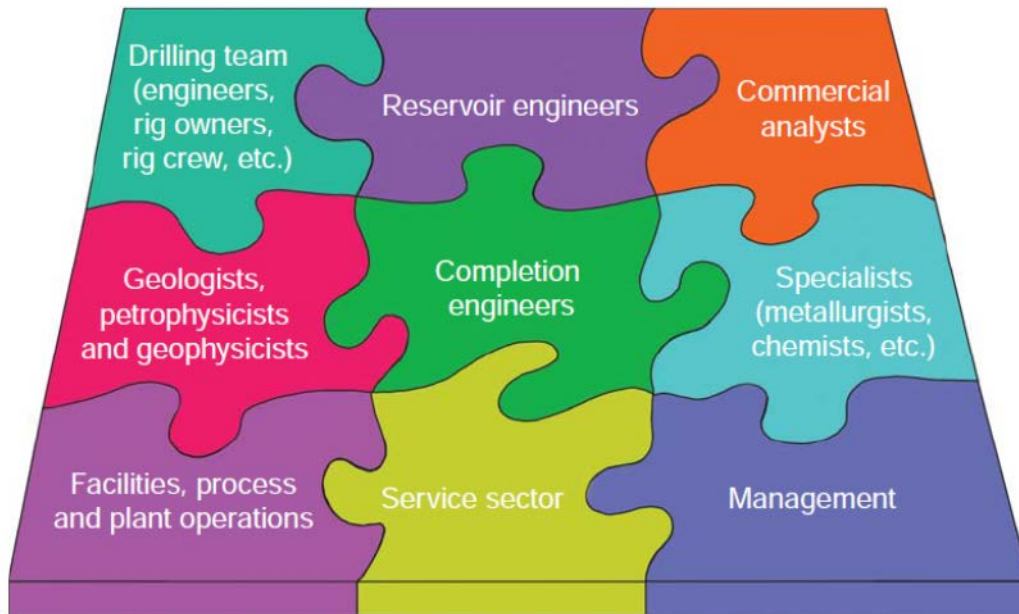 Drilling team
(engineers,
rig owners,
rig crew, etc.)
Reservoir engineers
Commercial
analysts
Geologists,
petrophysicists
and geophysicists
Completion
engineers
Specialists
(metallurgists,
chemists, etc.)
Facilities, process
and plant operations
Service sector
Management